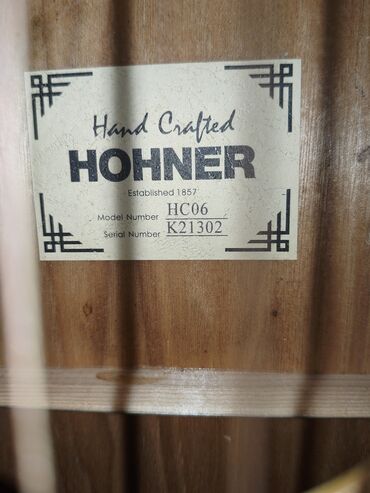 Hand Crafted
HOHNER
Established 1857
Model Number HC06
Serial Number K21302